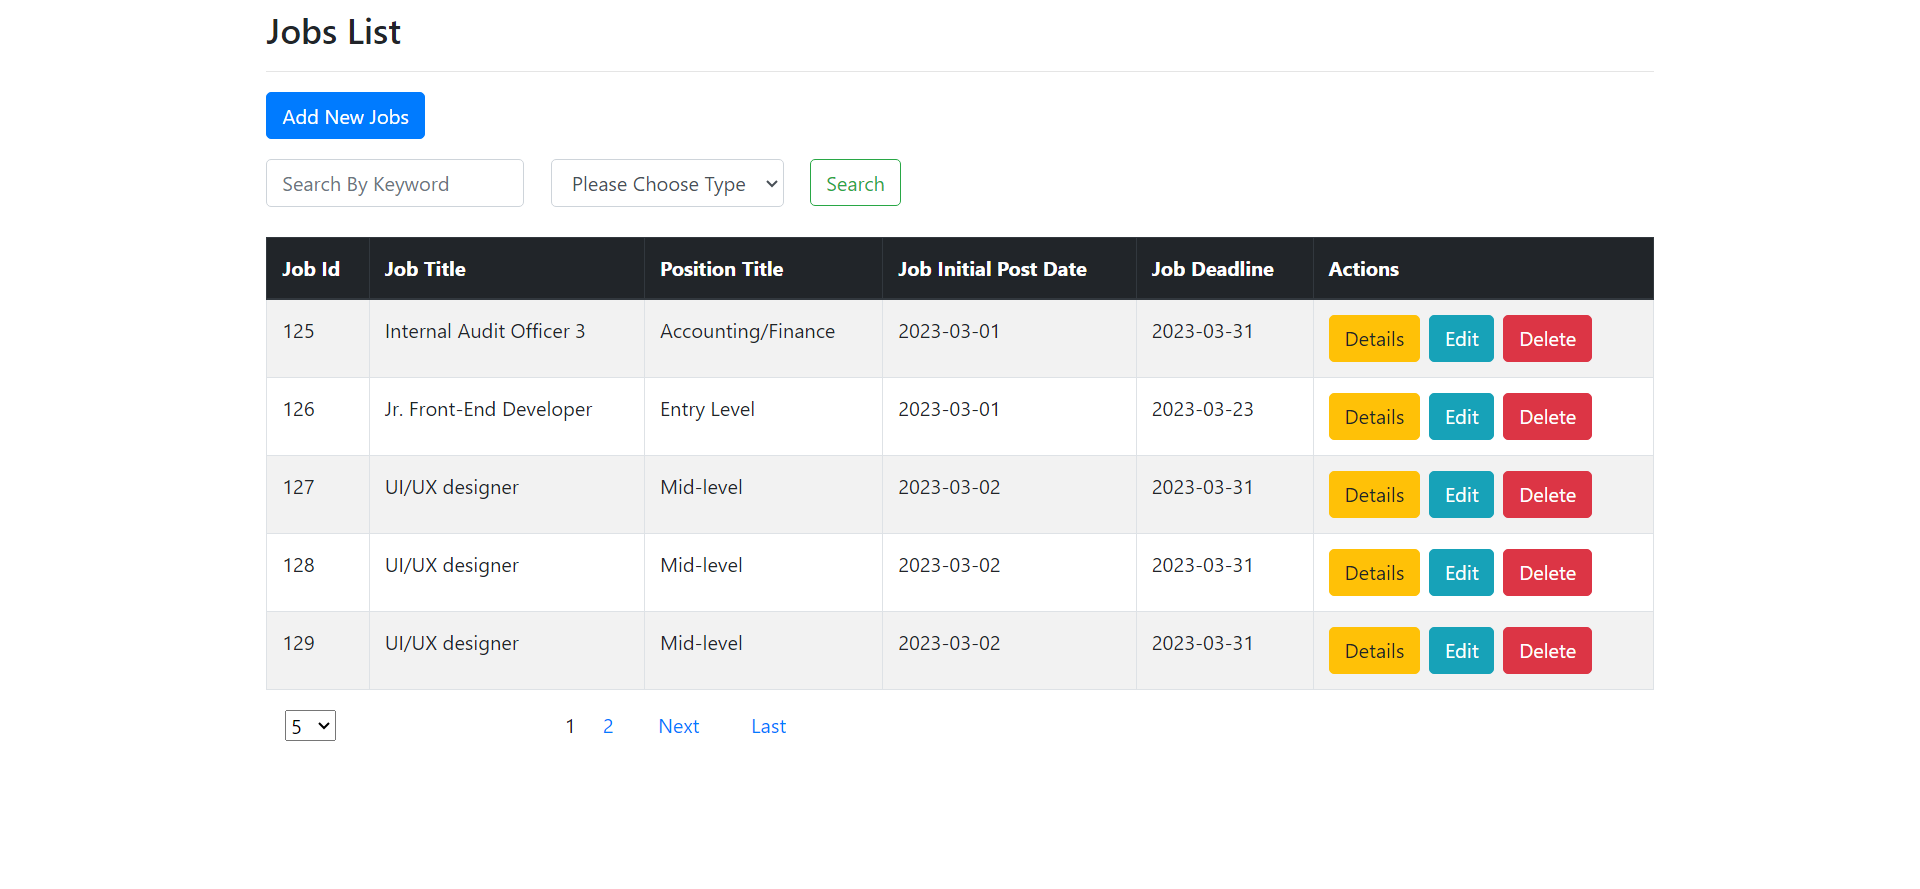 Jobs List
Add New Jobs
Search By Keyword Please Choose Type Search
Job Id Job Title Position Title Job Initial Post Date Job Deadline Actions
125 Internal Audit Officer 3 Accounting/Finance 2023-03-01 2023-03-31 Details Edit Delete
126 Jr. Front-End Developer Entry Level 2023-03-01 2023-03-23 Details Edit Delete
127 UI/UX designer Mid-level 2023-03-02 2023-03-31 Details Edit Delete
128 UI/UX designer Mid-level 2023-03-02 2023-03-31 Details Edit Delete
129 UI/UX designer Mid-level 2023-03-02 2023-03-31 Details Edit Delete
5 1 2 Next Last